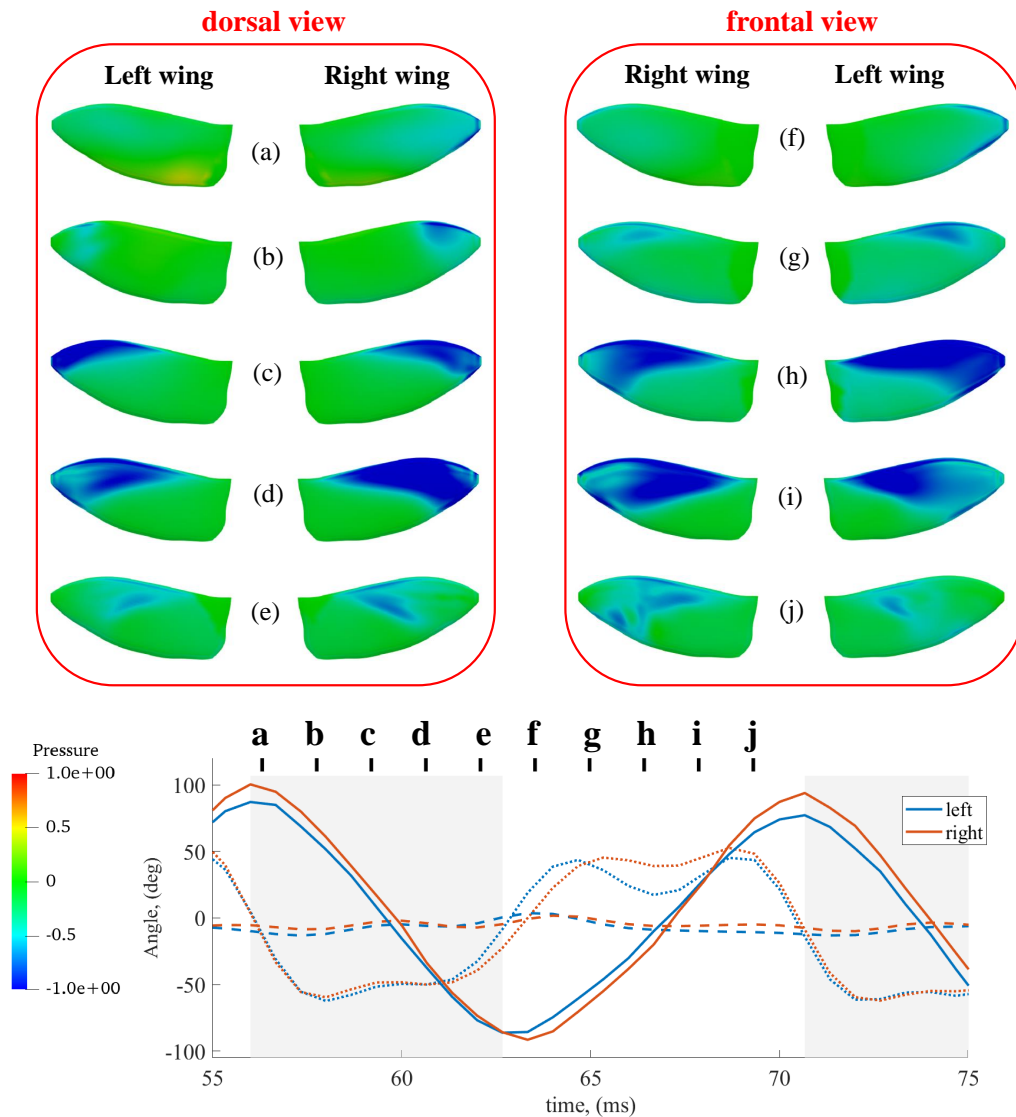 dorsal view
frontal view
Left wing
Right wing
Right wing
Left wing
(a)
(f)
(b)
(g)
(c)
(h)
(d)
(i)
(e)
(j)
a b c d e f g h i j
Pressure
1.0e+00
0.5
0
-0.5
-1.0e+00
Angle, (deg)
100
50
0
-50
-100
left
right
55 60 65 70 75
time, (ms)